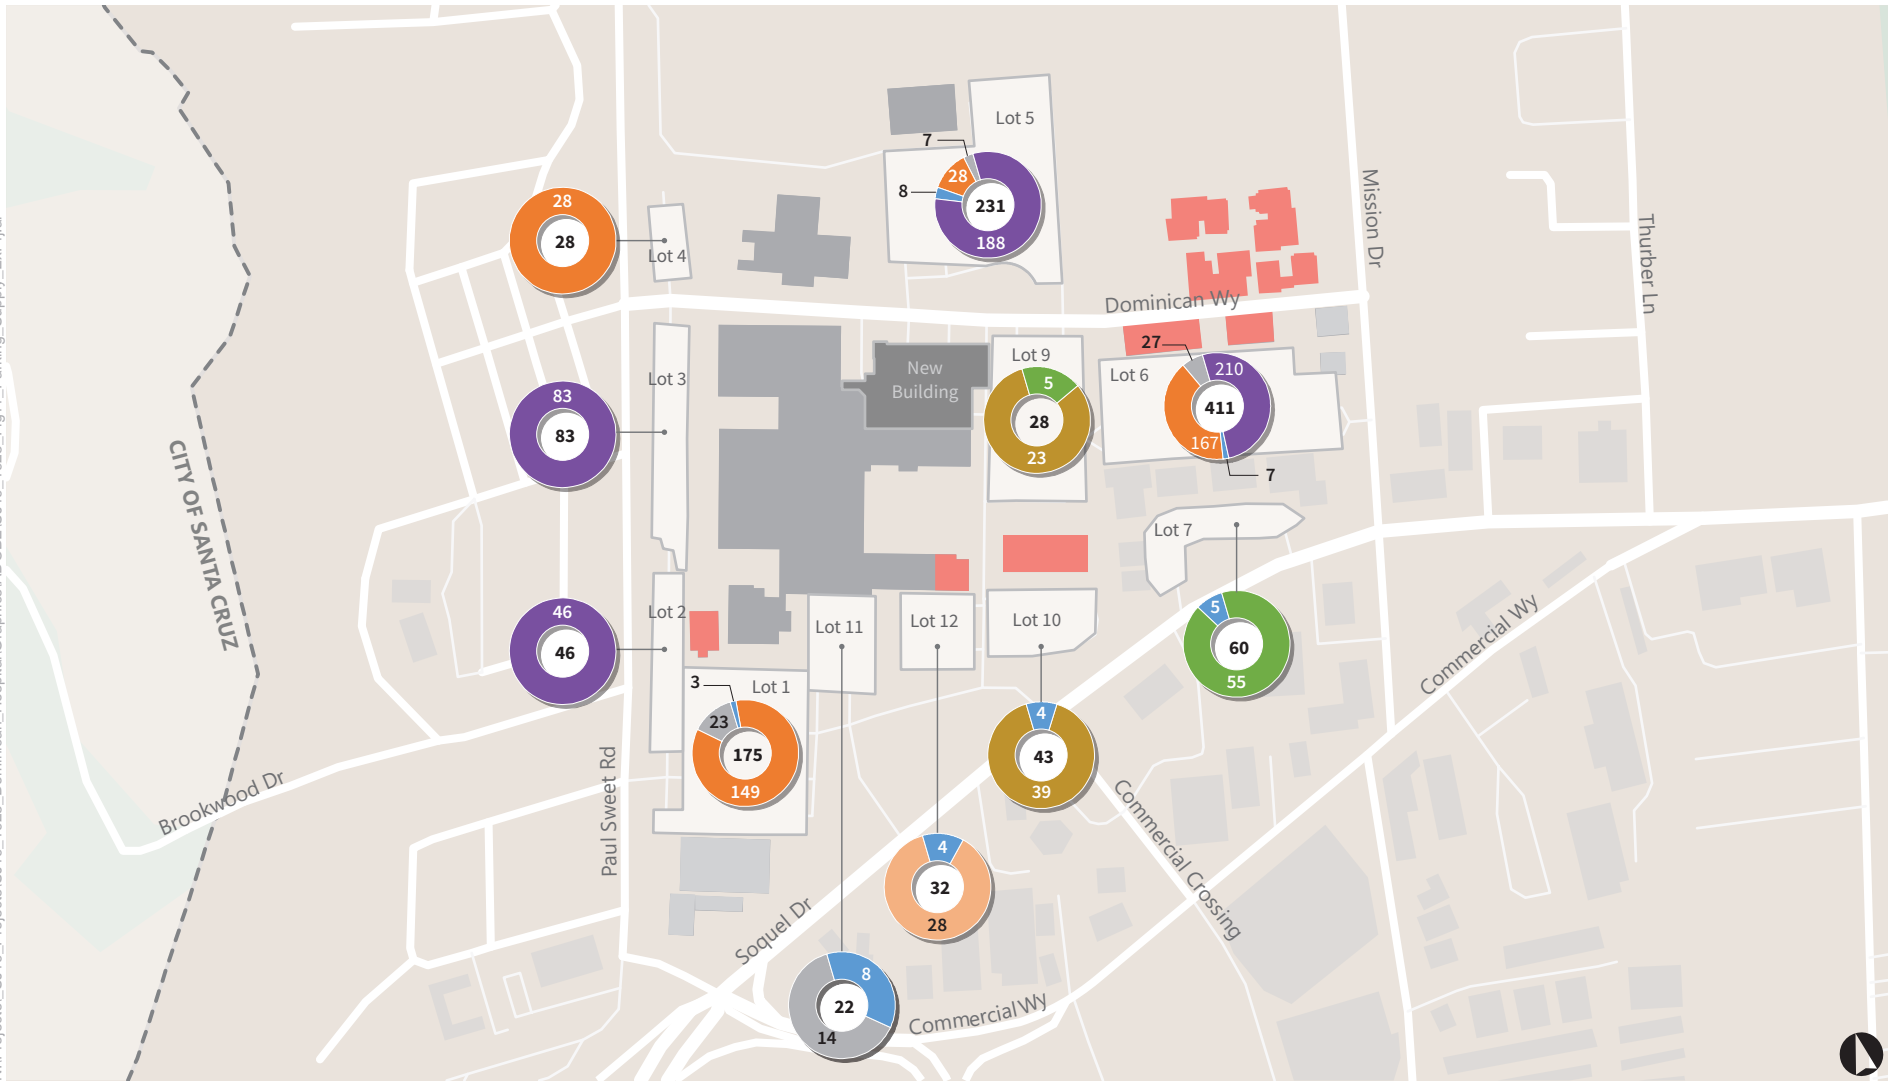 Lot 5
7
28
8
231
188
28
28
Lot 4
Mission Dr
Thurber Ln
Dominican Wy
27
New
Building
Lot 9
5
28
23
Lot 6
210
411
167
7
Lot 3
83
83
CITY OF SANTA CRUZ
Lot 7
5
60
55
Lot 2
46
46
Lot 11
Lot 12
Lot 10
3
Lot 1
23
175
149
4
43
39
Commercial Wy
Brookwood Dr
Paul Sweet Rd
Commercial Crossing
4
32
28
Soquel Dr
8
22
14
Commercial Wy